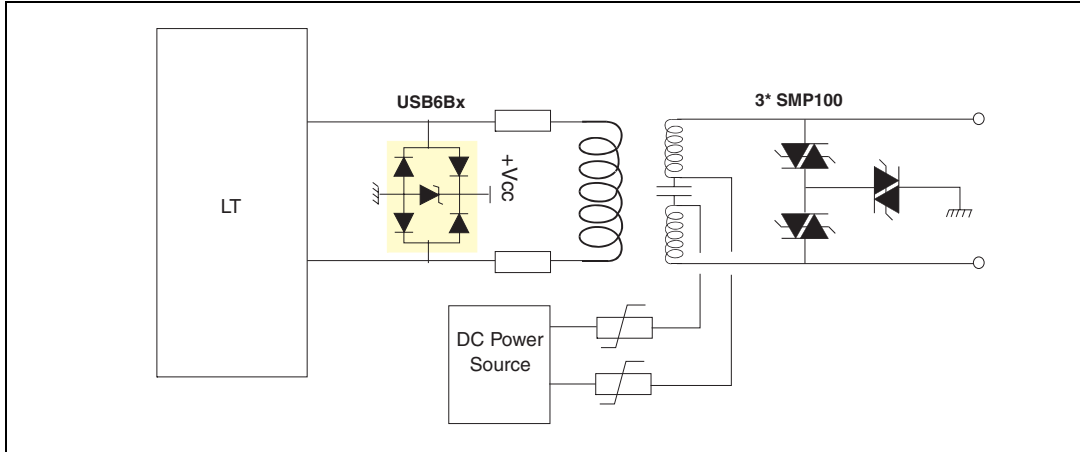 USB6Bx
3* SMP100
+Vcc
LT
DC Power
Source